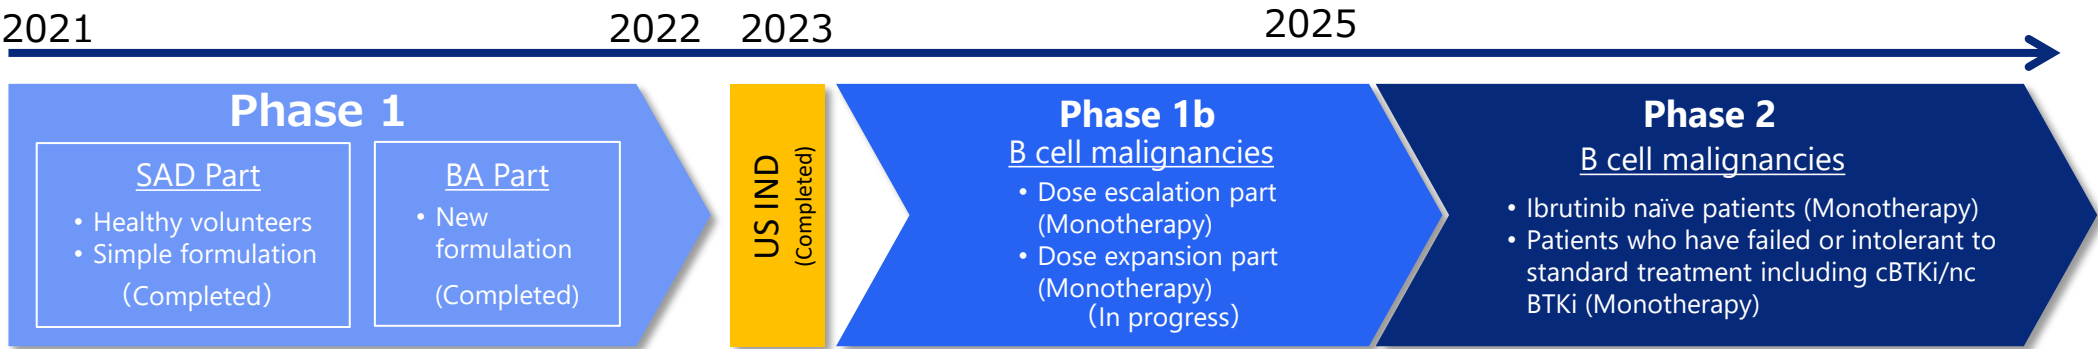 2021
2022
2023
2025
Phase 1
SAD Part
• Healthy volunteers
• Simple formulation
（Completed）
BA Part
• New
formulation
(Completed)
US IND
(Completed)
Phase 1b
B cell malignancies
• Dose escalation part
(Monotherapy)
• Dose expansion part
(Monotherapy)
（In progress）
Phase 2
B cell malignancies
• Ibrutinib naïve patients (Monotherapy)
• Patients who have failed or intolerant to
standard treatment including cBTKi/nc
BTKi (Monotherapy)